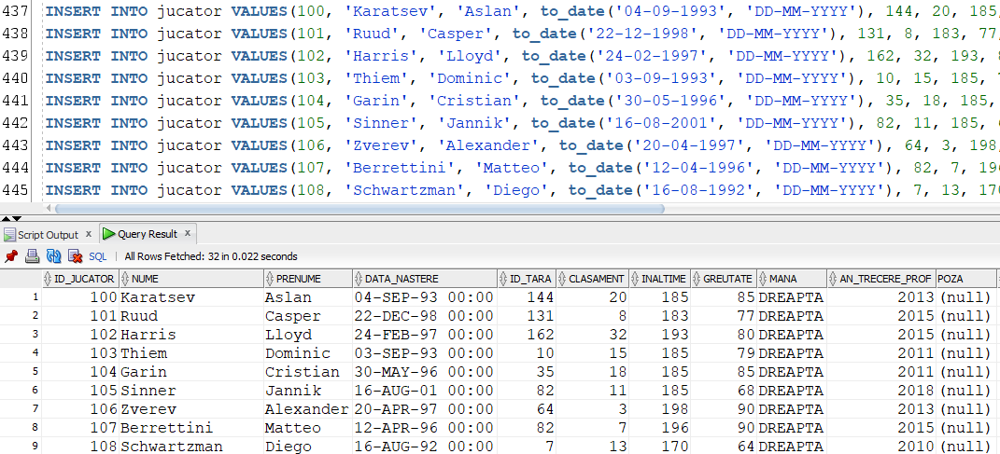 437 INSERT INTO jucator VALUES(100, 'Karatsev', 'Aslan', to_date('04-09-1993', 'DD-MM-YYYY'), 144, 20, 185,
438 INSERT INTO jucator VALUES(101, 'Ruud', 'Casper', to_date('22-12-1998', 'DD-MM-YYYY'), 131, 8, 183, 77,
439 INSERT INTO jucator VALUES(102, 'Harris', 'Lloyd', to_date('24-02-1997', 'DD-MM-YYYY'), 162, 32, 193,
440 INSERT INTO jucator VALUES(103, 'Thiem', 'Dominic', to_date('03-09-1993', 'DD-MM-YYYY'), 10, 15, 185,
441 INSERT INTO jucator VALUES(104, 'Garin', 'Cristian', to_date('30-05-1996', 'DD-MM-YYYY'), 35, 18, 185,
442 INSERT INTO jucator VALUES(105, 'Sinner', 'Jannik', to_date('16-08-2001', 'DD-MM-YYYY'), 82, 11, 185,
443 INSERT INTO jucator VALUES(106, 'Zverev', 'Alexander', to_date('20-04-1997', 'DD-MM-YYYY'), 64, 3, 198,
444 INSERT INTO jucator VALUES(107, 'Berrettini', 'Matteo', to_date('12-04-1996', 'DD-MM-YYYY'), 82, 7, 196
445 INSERT INTO jucator VALUES(108, 'Schwartzman', 'Diego', to_date('16-08-1992', 'DD-MM-YYYY'), 7, 13, 170
Script Output x Query Result x
SQL | All Rows Fetched: 32 in 0.022 seconds
ID_JUCATOR NUME PRENUME DATA_NASTERE ID_TARA CLASAMENT INALTIME GREUTATE MANA AN_TRECERE_PROF POZA
1 100 Karatsev Aslan 04-SEP-93 00:00 144 20 185 85 DREAPTA 2013 (null)
2 101 Ruud Casper 22-DEC-98 00:00 131 8 183 77 DREAPTA 2015 (null)
3 102 Harris Lloyd 24-FEB-97 00:00 162 32 193 80 DREAPTA 2015 (null)
4 103 Thiem Dominic 03-SEP-93 00:00 10 15 185 79 DREAPTA 2011 (null)
5 104 Garin Cristian 30-MAY-96 00:00 35 18 185 85 DREAPTA 2011 (null)
6 105 Sinner Jannik 16-AUG-01 00:00 82 11 185 68 DREAPTA 2018 (null)
7 106 Zverev Alexander 20-APR-97 00:00 64 3 198 90 DREAPTA 2013 (null)
8 107 Berrettini Matteo 12-APR-96 00:00 82 7 196 90 DREAPTA 2015 (null)
9 108 Schwartzman Diego 16-AUG-92 00:00 7 13 170 64 DREAPTA 2010 (null)